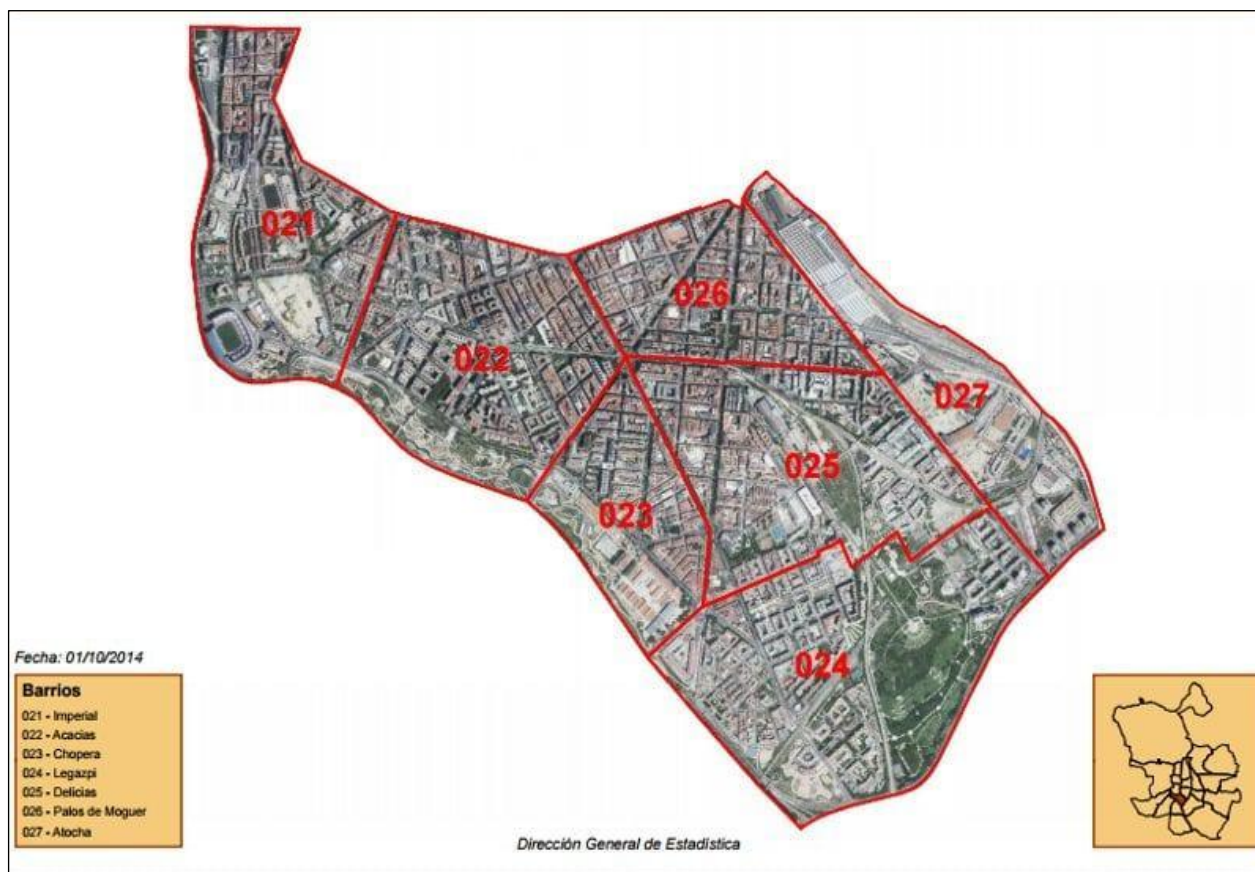 021
026
022
027
025
023
024
Fecha: 01/10/2014
Barrios
021 - Imperial
022 - Acacias
023 - Chopera
024 - Legazpi
025 - Delicias
026 - Palos de Moguer
027 - Atocha
Dirección General de Estadística